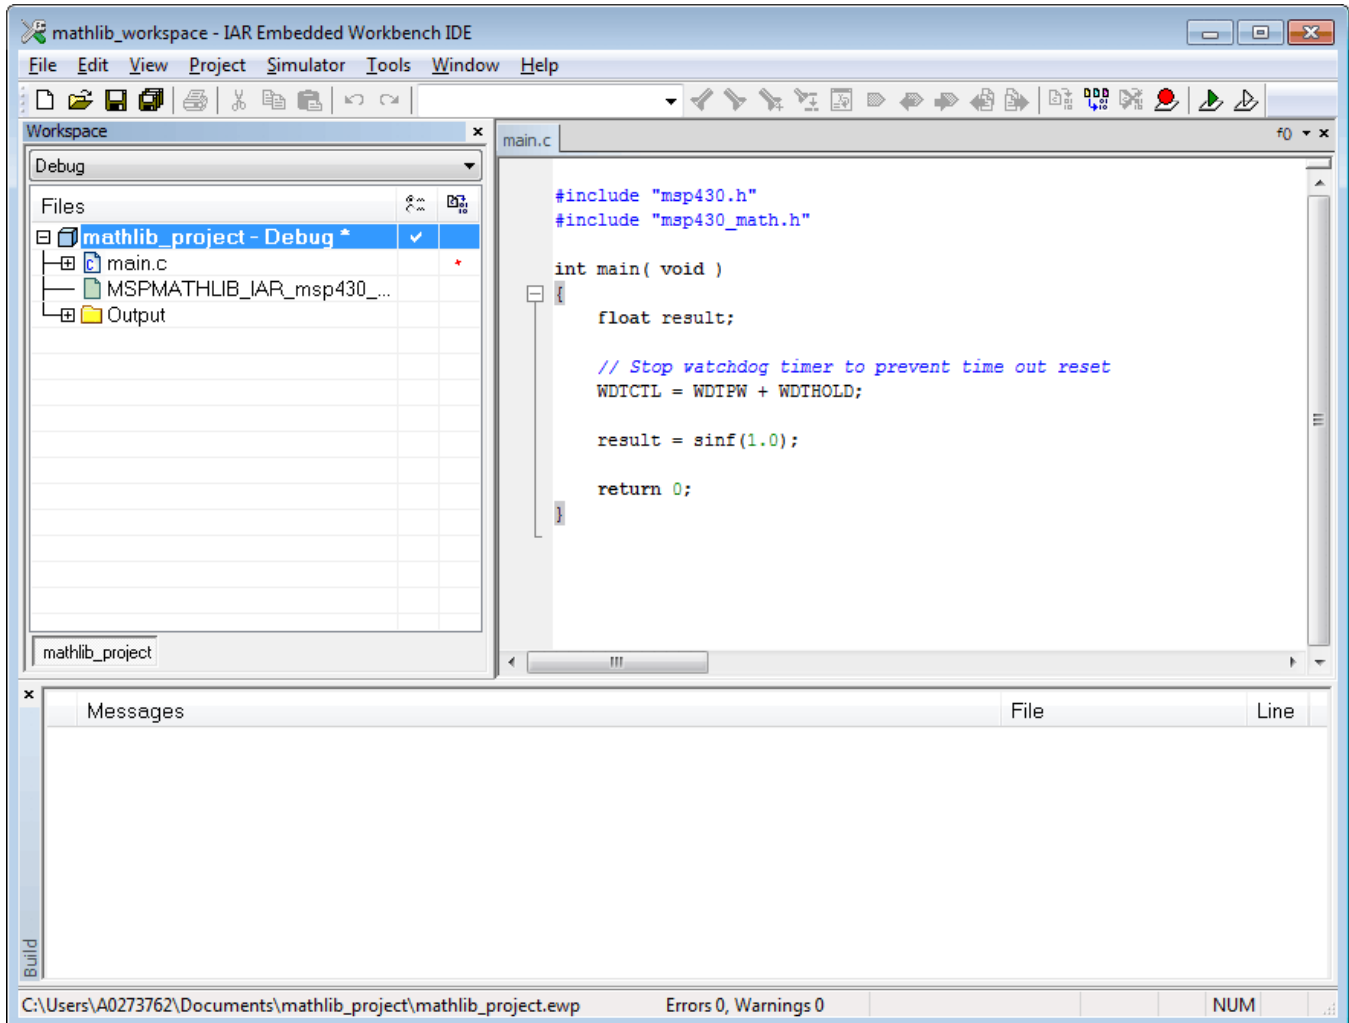 mathlib_workspace - IAR Embedded Workbench IDE
File Edit View Project Simulator Tools Window Help
Workspace
Debug
Files
mathlib_project - Debug *
main.c
MSPMATHLIB_IAR_msp430_...
Output
mathlib_project
main.c
f()
#include "msp430.h"
#include "msp430_math.h"
int main( void )
{
float result;
// Stop watchdog timer to prevent time out reset
WDTCTL = WDTPW + WDTHOLD;
result = sinf(1.0);
return 0;
}
Messages File Line
Build
C:\Users\A0273762\Documents\mathlib_project\mathlib_project.ewp Errors 0, Warnings 0 NUM